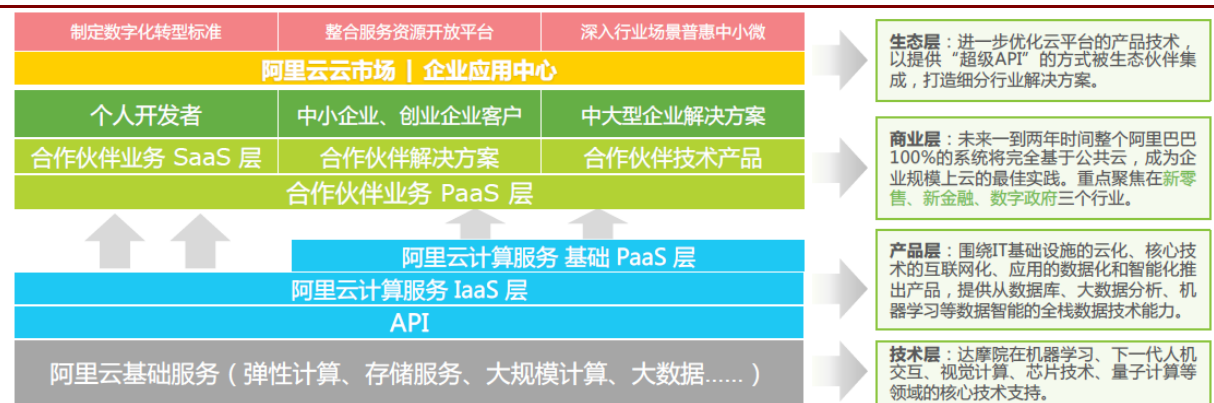 制定数字化转型标准
整合服务资源开放平台
深入行业场景普惠中小微
阿里云云市场 | 企业应用中心
个人开发者
中小企业、创业企业客户
中大型企业解决方案
合作伙伴业务 SaaS 层
合作伙伴解决方案
合作伙伴技术产品
合作伙伴业务 PaaS 层
阿里云计算服务 基础 PaaS 层
阿里云计算服务 IaaS 层
API
阿里云基础服务（弹性计算、存储服务、大规模计算、大数据......）
生态层：进一步优化云平台的产品技术，
以提供“超级API”的方式被生态伙伴集
成，打造细分行业解决方案。
商业层：未来一到两年时间整个阿里巴巴
100%的系统将完全基于公共云，成为企
业规模上云的最佳实践。重点聚焦在新零
售、新金融、数字政府三个行业。
产品层：围绕IT基础设施的云化、核心技
术的互联网化、应用的数据化和智能化推
出产品，提供从数据库、大数据分析、机
器学习等数据智能的全栈数据技术能力。
技术层：达摩院在机器学习、下一代人机
交互、视觉计算、芯片技术、量子计算等
领域的核心技术支持。